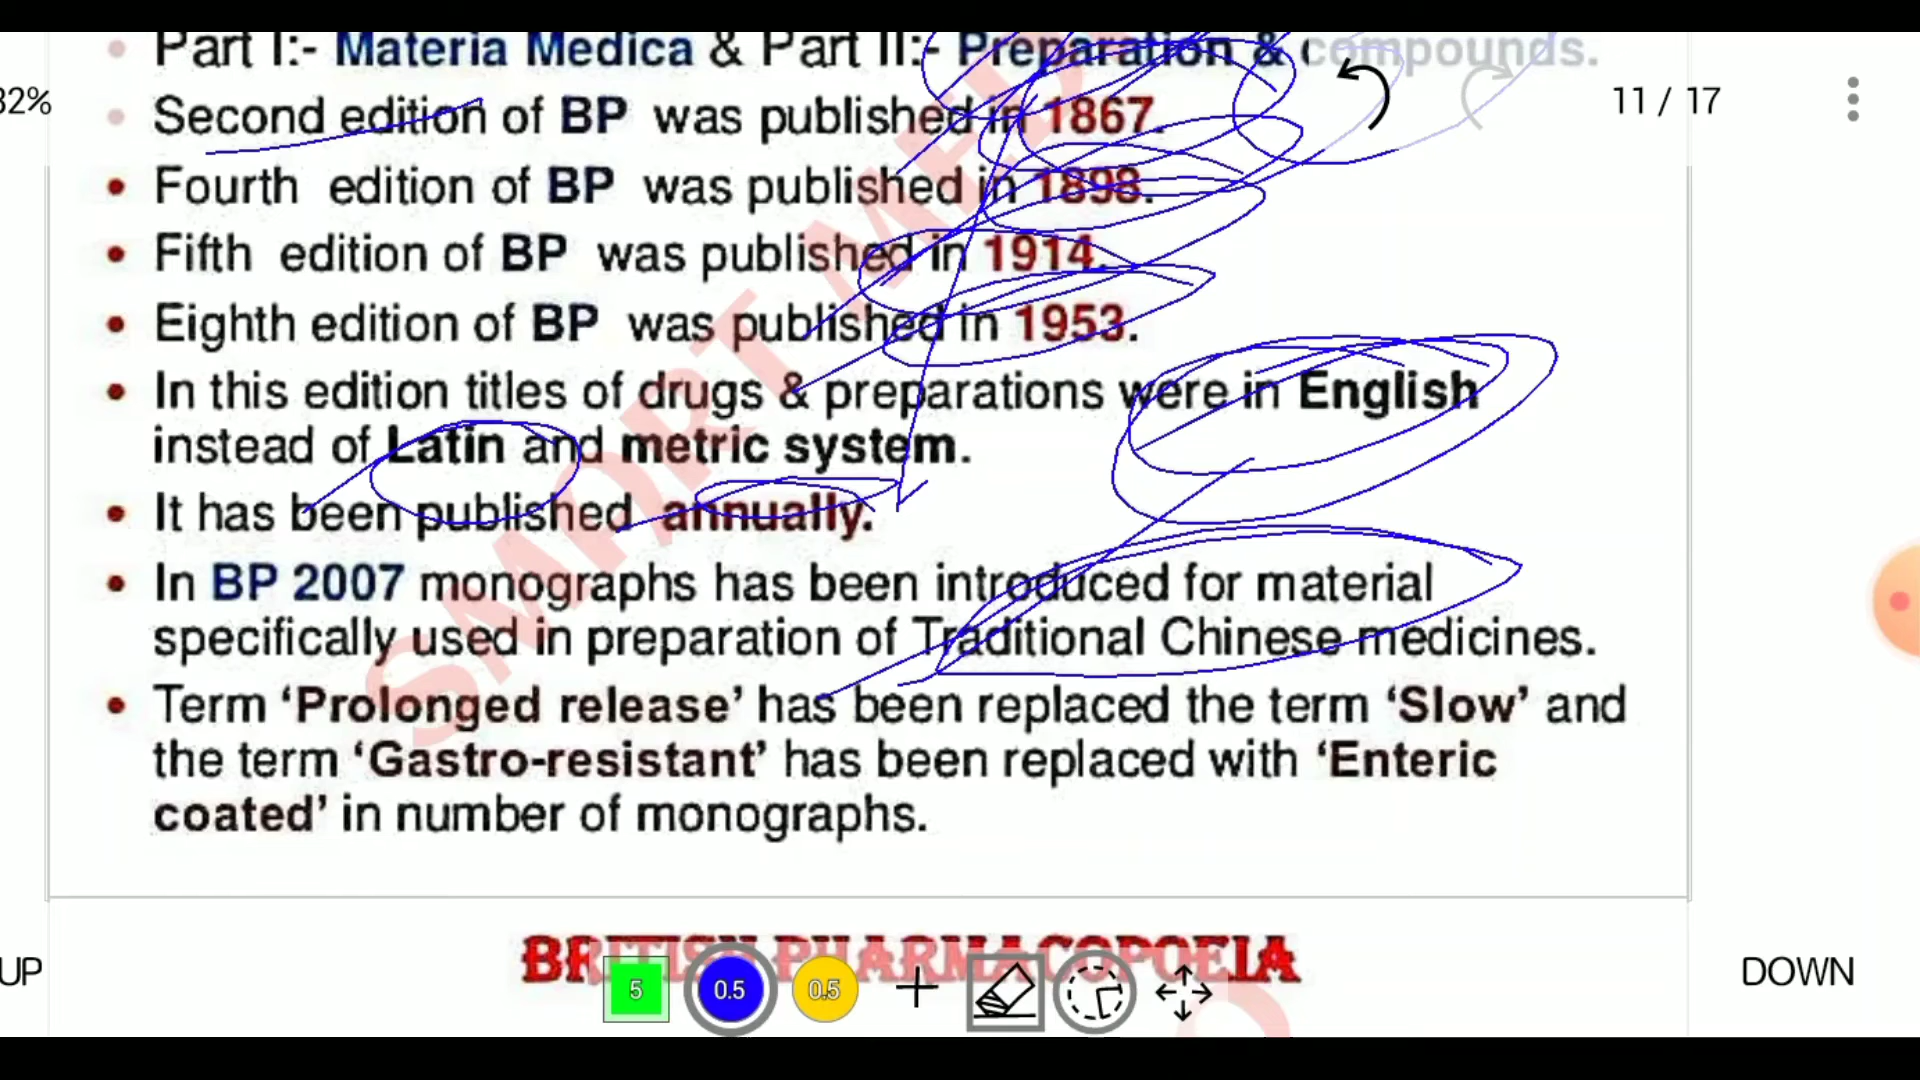 Part I:- Materia Medica & Part II:- Preparation & compounds.
32%
11 / 17
Second edition of BP was published in 1867.
Fourth edition of BP was published in 1898.
Fifth edition of BP was published in 1914.
Eighth edition of BP was published in 1953.
In this edition titles of drugs & preparations were in English
instead of Latin and metric system.
It has been published annually.
In BP 2007 monographs has been introduced for material
specifically used in preparation of Traditional Chinese medicines.
Term ‘Prolonged release’ has been replaced the term ‘Slow’ and
the term ‘Gastro-resistant’ has been replaced with ‘Enteric
coated’ in number of monographs.
SMART MED
BRITISH PHARMACOPOEIA
UP
5
0.5
0.5
DOWN